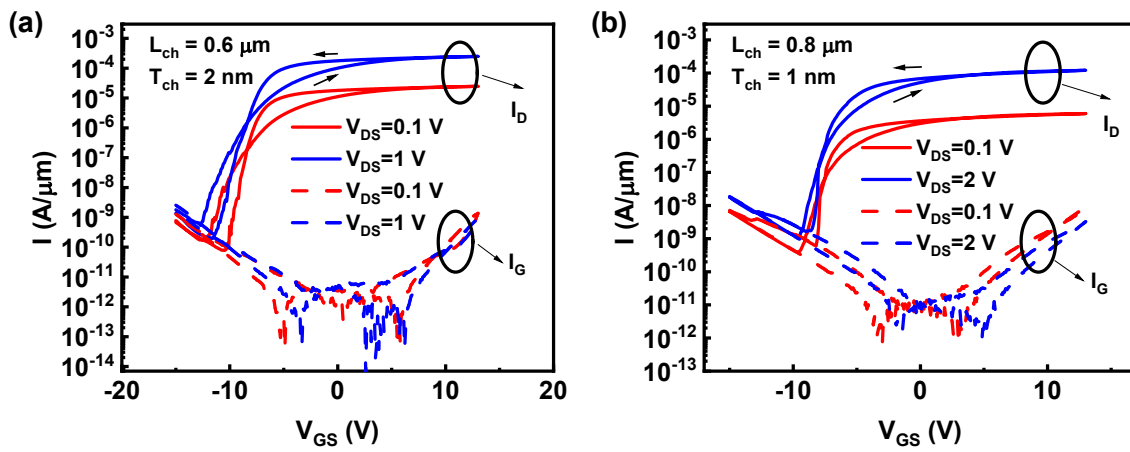 (a)
L_ch = 0.6 μm
T_ch = 2 nm
I_D
V_DS=0.1 V
V_DS=1 V
V_DS=0.1 V
V_DS=1 V
I_G
I (A/μm)
10^-3
10^-4
10^-5
10^-6
10^-7
10^-8
10^-9
10^-10
10^-11
10^-12
10^-13
10^-14
-20
-10
0
10
20
V_GS (V)
(b)
L_ch = 0.8 μm
T_ch = 1 nm
I_D
V_DS=0.1 V
V_DS=2 V
V_DS=0.1 V
V_DS=2 V
I_G
I (A/μm)
10^-3
10^-4
10^-5
10^-6
10^-7
10^-8
10^-9
10^-10
10^-11
10^-12
10^-13
-10
0
10
V_GS (V)